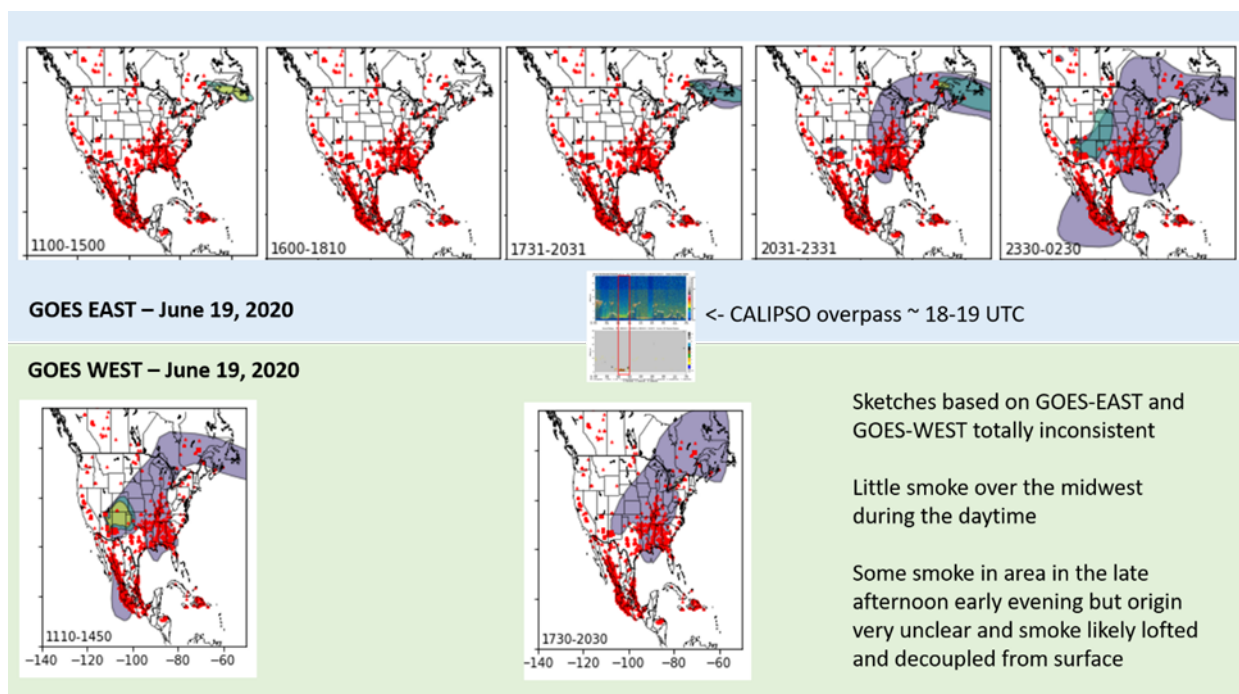 1100-1500
1600-1810
1731-2031
2031-2331
2330-0230
GOES EAST – June 19, 2020
<- CALIPSO overpass ~ 18-19 UTC
GOES WEST – June 19, 2020
1110-1450
−140 −120 −100 −80 −60
1730-2030
−140 −120 −100 −80 −60
Sketches based on GOES-EAST and
GOES-WEST totally inconsistent
Little smoke over the midwest
during the daytime
Some smoke in area in the late
afternoon early evening but origin
very unclear and smoke likely lofted
and decoupled from surface